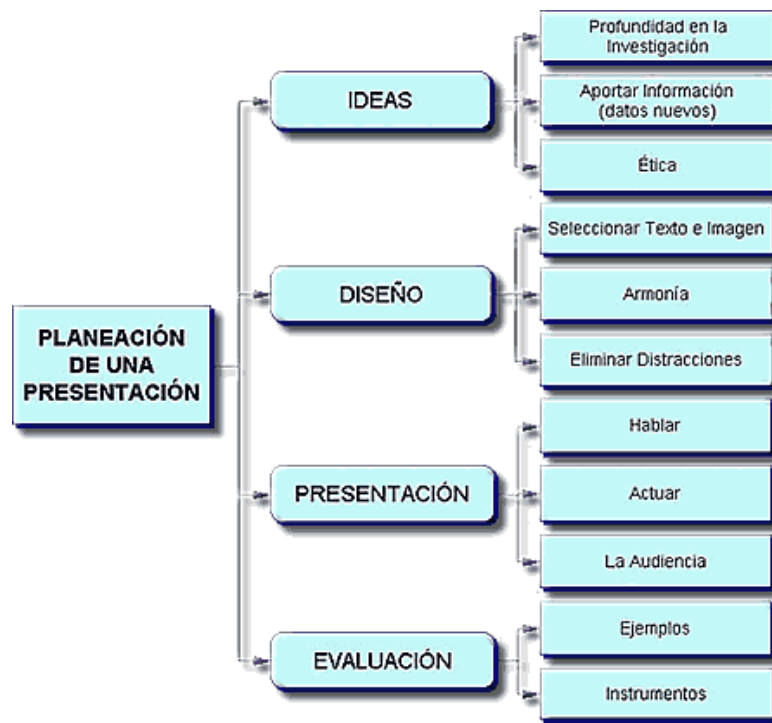 PLANEACIÓN
DE UNA
PRESENTACIÓN
IDEAS
Profundidad en la
Investigación
Aportar Información
(datos nuevos)
Ética
DISEÑO
Seleccionar Texto e Imagen
Armonía
Eliminar Distracciones
PRESENTACIÓN
Hablar
Actuar
La Audiencia
EVALUACIÓN
Ejemplos
Instrumentos